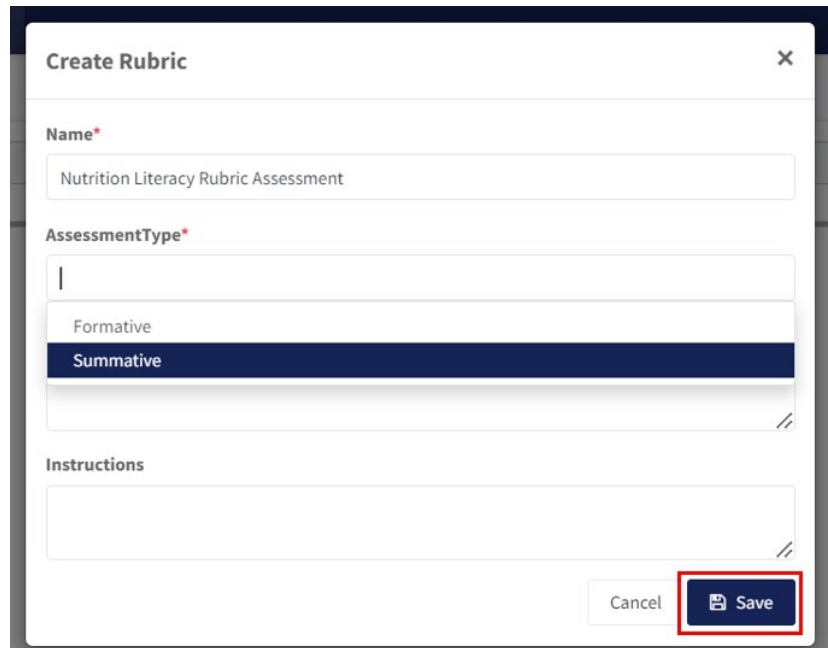 Create Rubric
Name*
Nutrition Literacy Rubric Assessment
AssessmentType*
Formative
Summative
Instructions
Cancel
Save